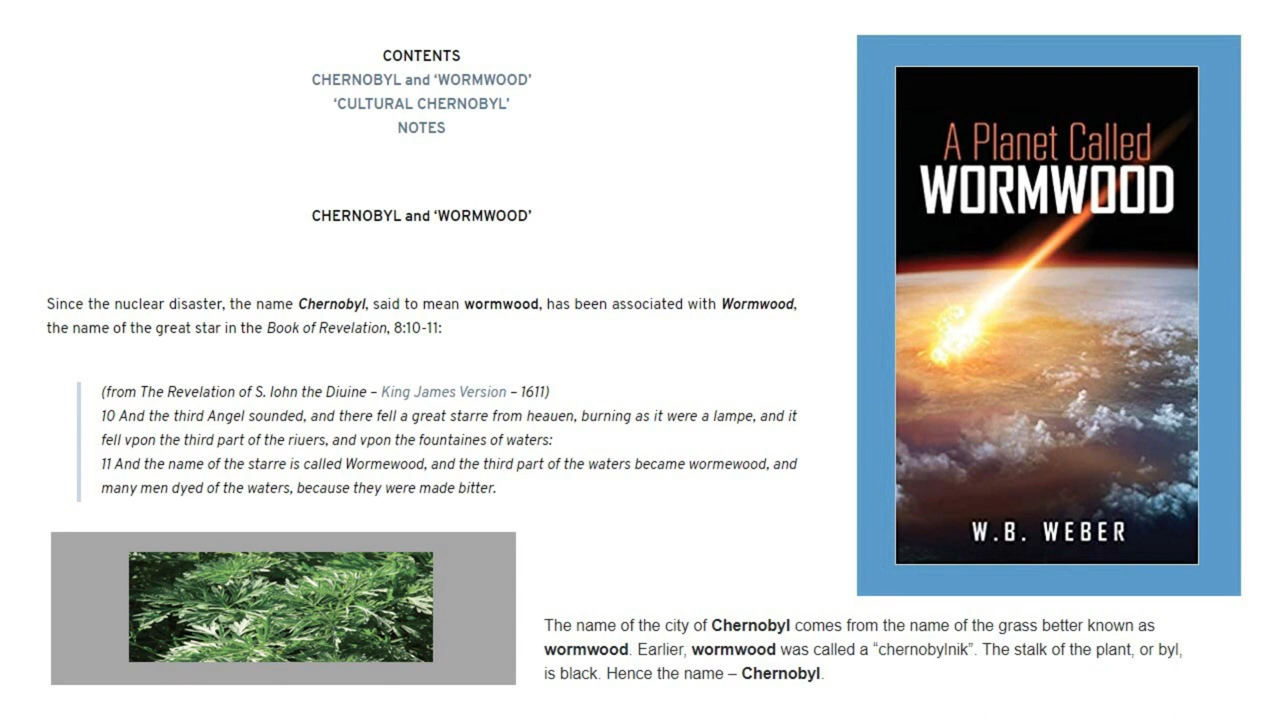 CONTENTS
CHERNOBYL and ‘WORMWOOD’
‘CULTURAL CHERNOBYL’
NOTES
CHERNOBYL and ‘WORMWOOD’
Since the nuclear disaster, the name Chernobyl, said to mean wormwood, has been associated with Wormwood,
the name of the great star in the Book of Revelation, 8:10-11:
(from The Revelation of S. Iohn the Diuine – King James Version – 1611)
10 And the third Angel sounded, and there fell a great starre from heauen, burning as it were a lampe, and it
fell vpon the third part of the riuers, and vpon the fountaines of waters:
11 And the name of the starre is called Wormewood, and the third part of the waters became wormewood, and
many men dyed of the waters, because they were made bitter.
A Planet Called
WORMWOOD
W.B. WEBER
The name of the city of Chernobyl comes from the name of the grass better known as
wormwood. Earlier, wormwood was called a “chernobylnik”. The stalk of the plant, or byl,
is black. Hence the name – Chernobyl.